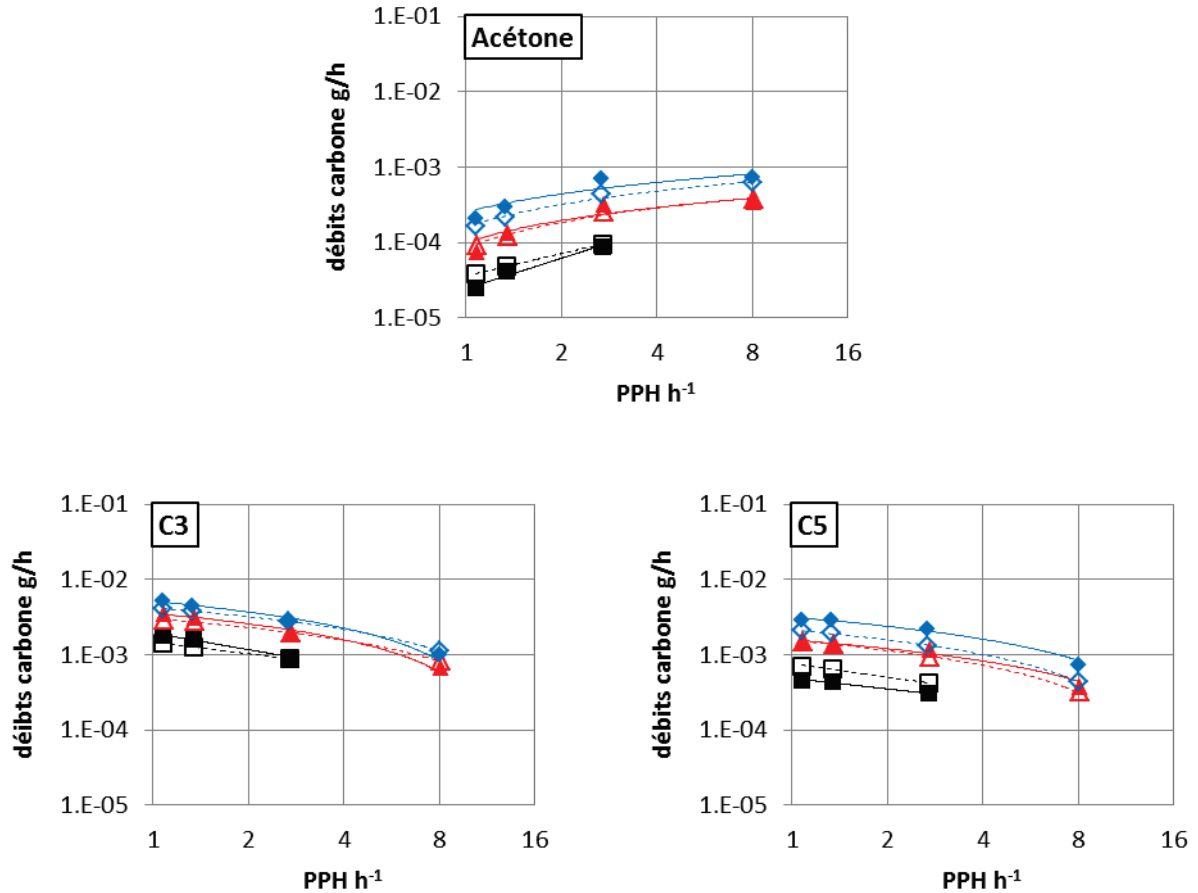 Acétone
débits carbone g/h
1.E-01
1.E-02
1.E-03
1.E-04
1.E-05
1 2 4 8 16
PPH h-1
C3
déibts carbone g/h
1.E-01
1.E-02
1.E-03
1.E-04
1.E-05
1 2 4 8 16
PPH h-1
C5
débits carbone g/h
1.E-01
1.E-02
1.E-03
1.E-04
1.E-05
1 2 4 8 16
PPH h-1